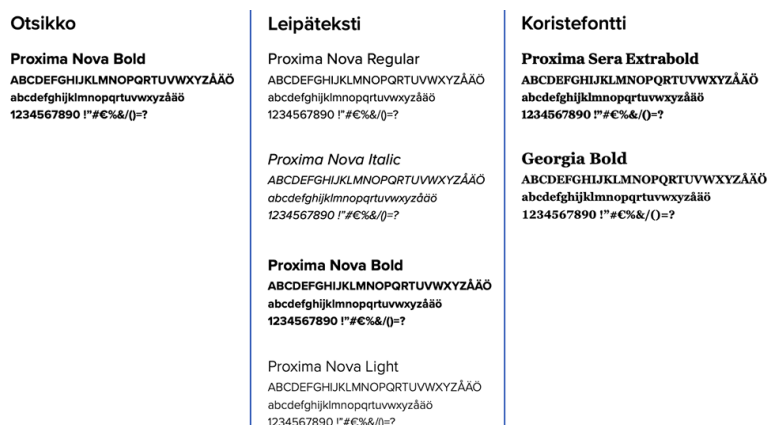 Otsikko
Proxima Nova Bold
ABCDEFGHIJKLMNOPQRTUVWXYZÅÄÖ
abcdefghijklmnopqrtuvwxyzåäö
1234567890 !”#€%&/()=?
Leipäteksti
Proxima Nova Regular
ABCDEFGHIJKLMNOPQRTUVWXYZÅÄÖ
abcdefghijklmnopqrtuvwxyzåäö
1234567890 !”#€%&/()=?
Proxima Nova Italic
ABCDEFGHIJKLMNOPQRTUVWXYZÅÄÖ
abcdefghijklmnopqrtuvwxyzåäö
1234567890 !”#€%&/()=?
Proxima Nova Bold
ABCDEFGHIJKLMNOPQRTUVWXYZÅÄÖ
abcdefghijklmnopqrtuvwxyzåäö
1234567890 !”#€%&/()=?
Proxima Nova Light
ABCDEFGHIJKLMNOPQRTUVWXYZÅÄÖ
abcdefghijklmnopqrtuvwxyzåäö
1234567890 !”#€%&/()=?
Koristefontti
Proxima Sera Extrabold
ABCDEFGHIJKLMNOPQRTUVWXYZÅÄÖ
abcdefghijklmnopqrtuvwxyzåäö
1234567890 !”#€%&/()=?
Georgia Bold
ABCDEFGHIJKLMNOPQRTUVWXYZÅÄÖ
abcdefghijklmnopqrtuvwxyzåäö
1234567890 !”#€%&/()=?